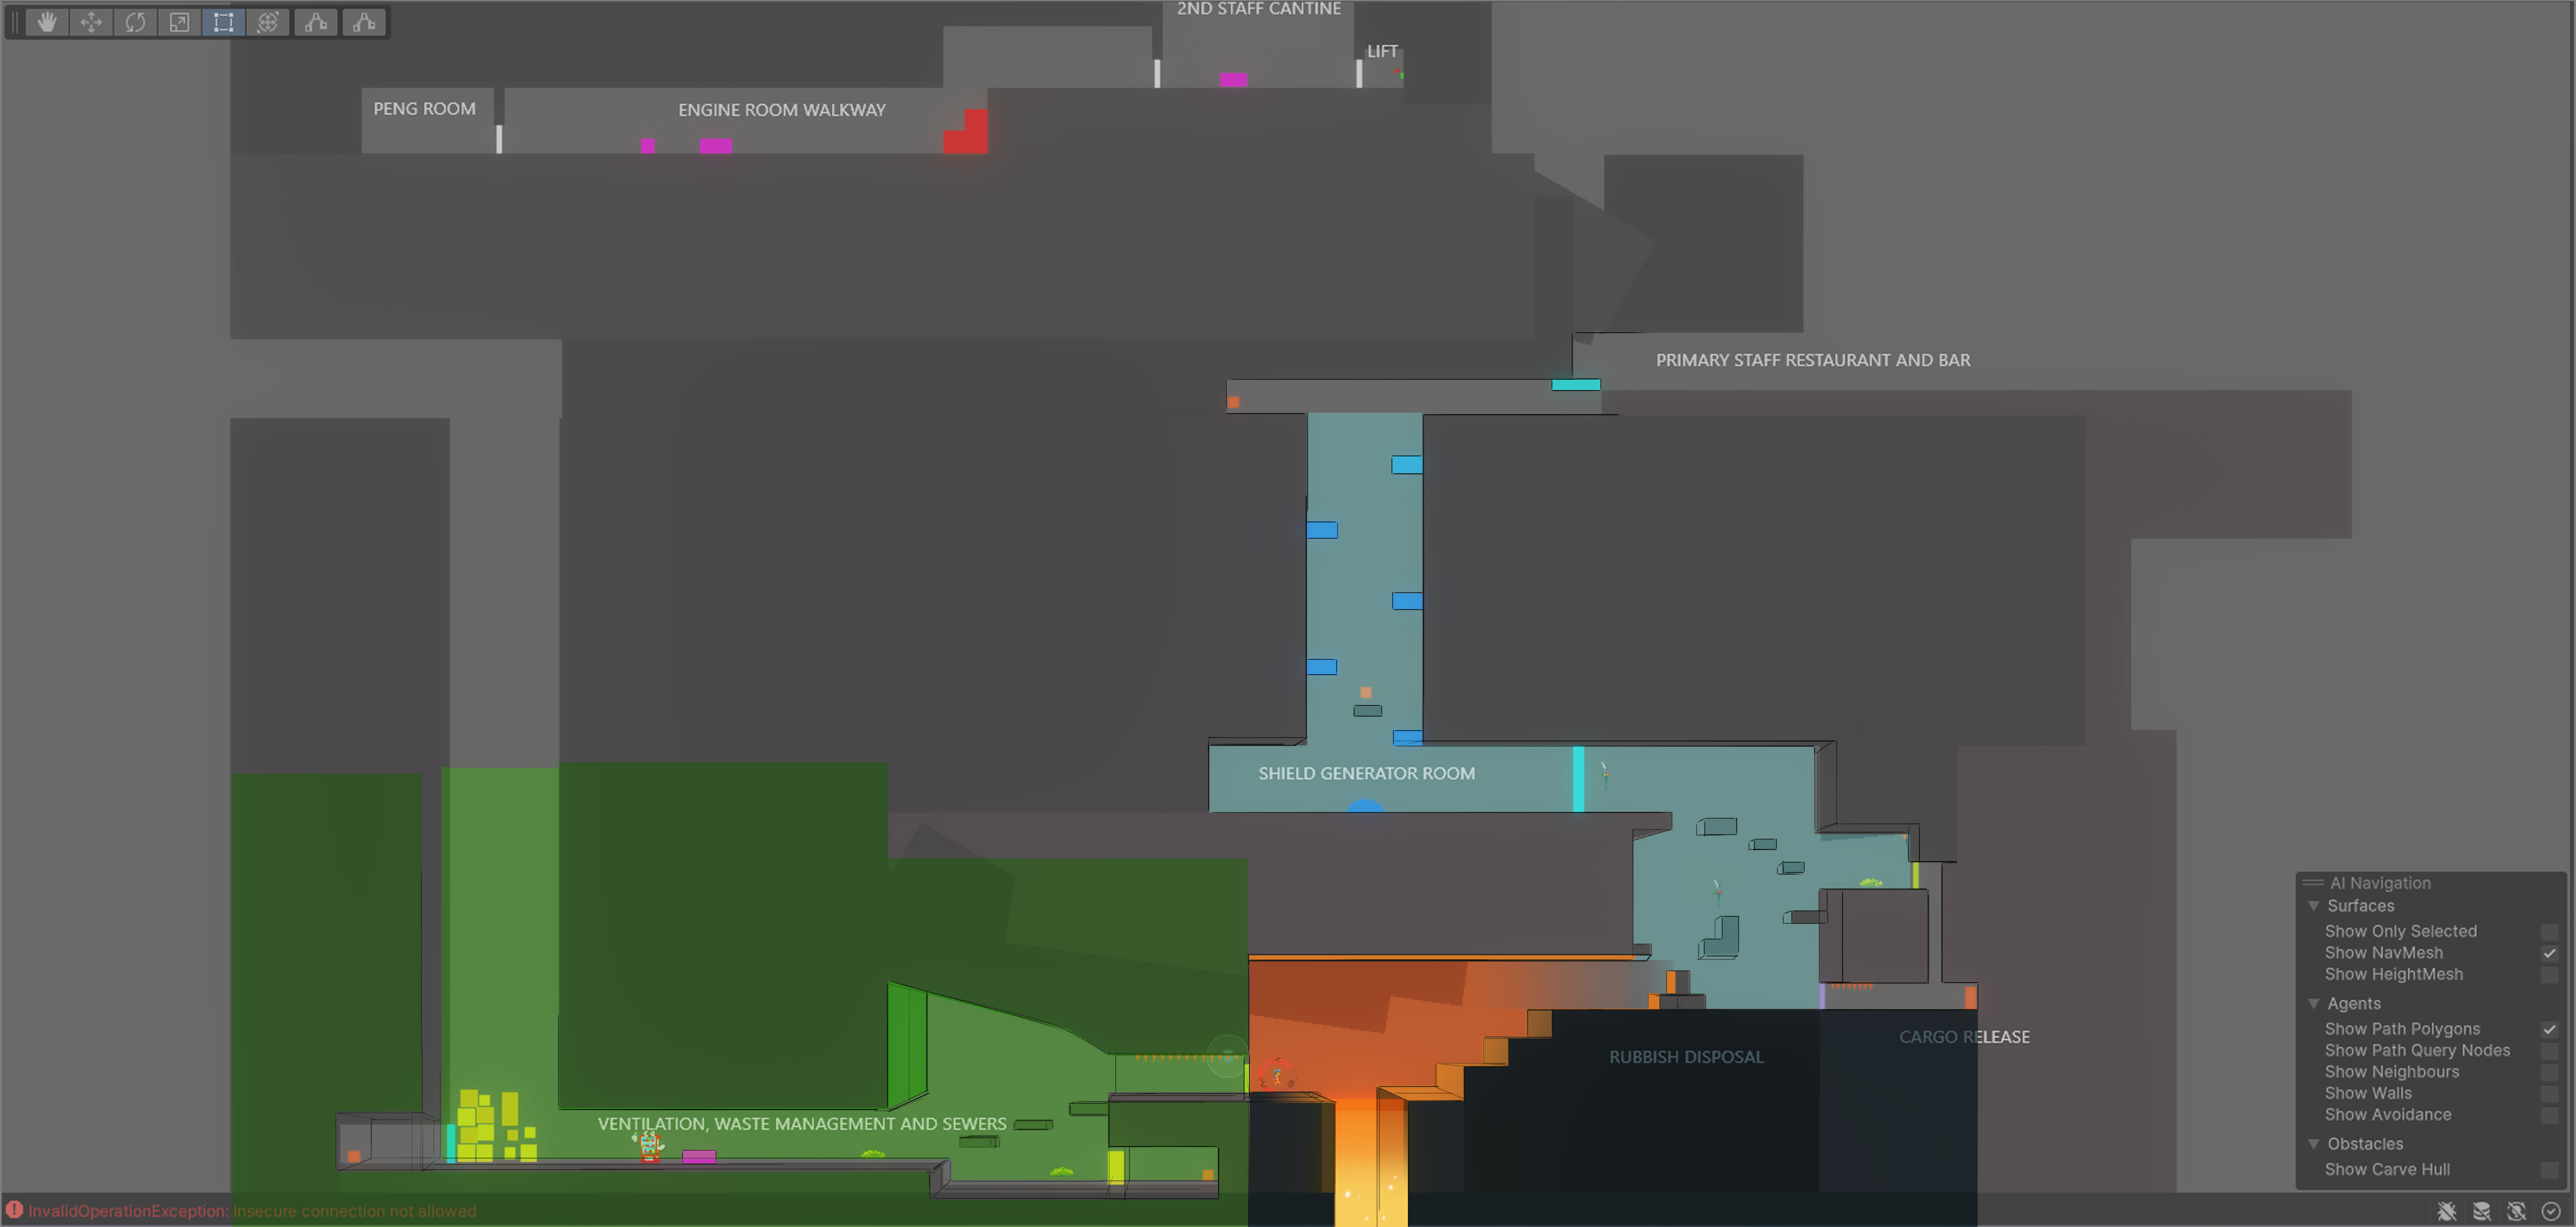 2ND STAFF CANTINE
LIFT
PENG ROOM
ENGINE ROOM WALKWAY
PRIMARY STAFF RESTAURANT AND BAR
SHIELD GENERATOR ROOM
CARGO RELEASE
RUBBISH DISPOSAL
VENTILATION, WASTE MANAGEMENT AND SEWERS
AI Navigation
Surfaces
Show Only Selected
Show NavMesh
Show HeightMesh
Agents
Show Path Polygons
Show Path Query Nodes
Show Neighbours
Show Walls
Show Avoidance
Obstacles
Show Carve Hull
InvalidOperationException: Insecure connection not allowed